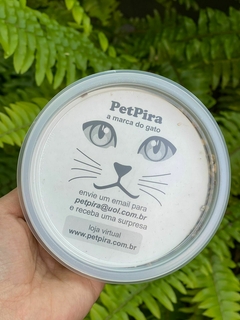 PetPira
a marca do gato
envie um email para
petpira@uol.com.br
e receba uma surpresa
loja virtual
www.petpira.com.br